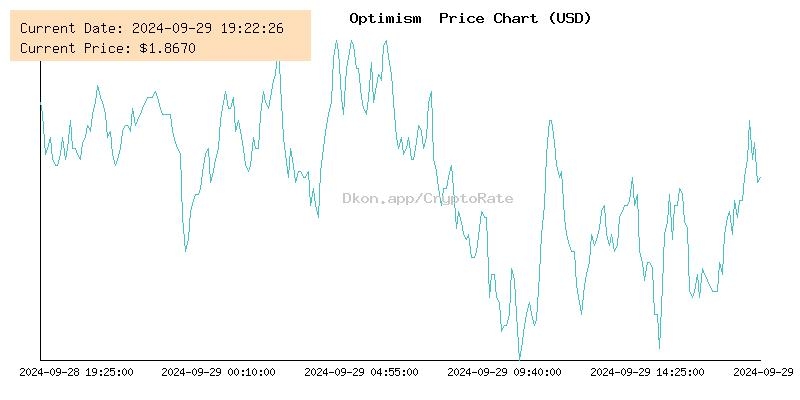 Optimism  Price Chart (USD)
Current Date: 2024-09-29 19:22:26
Current Price: $1.8670
Dkon.app/CryptoRate
2024-09-28 19:25:00 2024-09-29 00:10:00 2024-09-29 04:55:00 2024-09-29 09:40:00 2024-09-29 14:25:00 2024-09-29